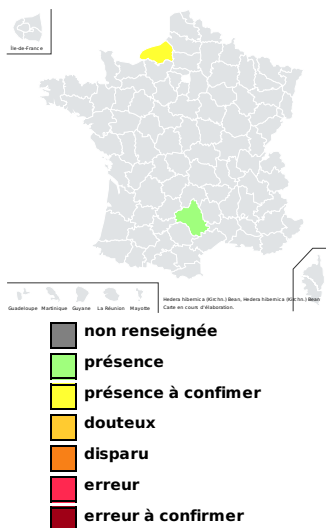 Île-de-France
Guadeloupe Martinique Guyane La Réunion Mayotte
Hedera hibernica (Kirchn.) Bean, Hedera hibernica (Kirchn.) Bean
Carte en cours d'élaboration.
non renseignée
présence
présence à confimer
douteux
disparu
erreur
erreur à confirmer